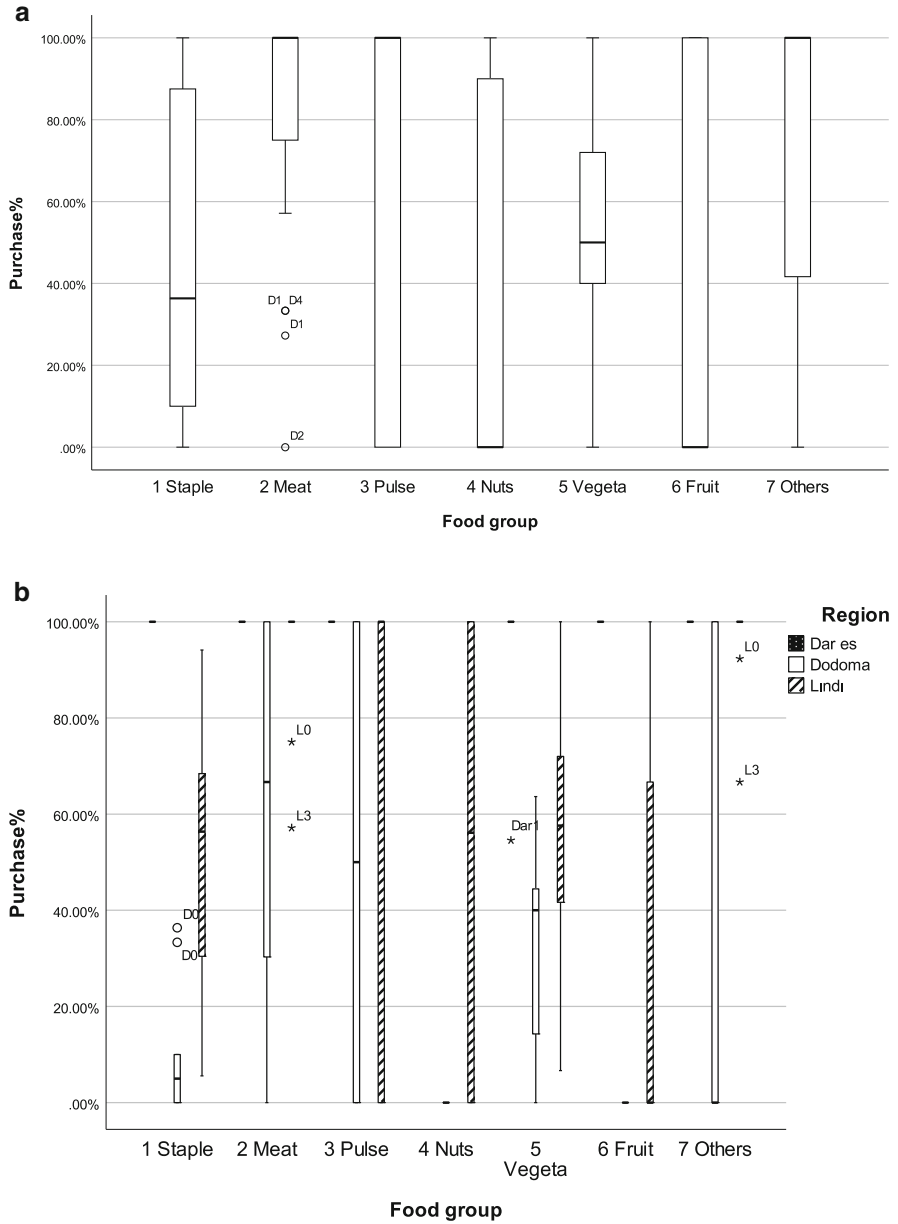 a
100.00%
80.00%
60.00%
40.00%
20.00%
.00%
Purchase%
D1 D4
D1
D2
1 Staple 2 Meat 3 Pulse 4 Nuts 5 Vegeta 6 Fruit 7 Others
Food group
b
100.00%
80.00%
60.00%
40.00%
20.00%
.00%
Purchase%
Region
Dar es
Dodoma
Lındı
L0
L0
L3
L3
Dar1
D0
D0
1 Staple 2 Meat 3 Pulse 4 Nuts 5 Vegeta 6 Fruit 7 Others
Food group